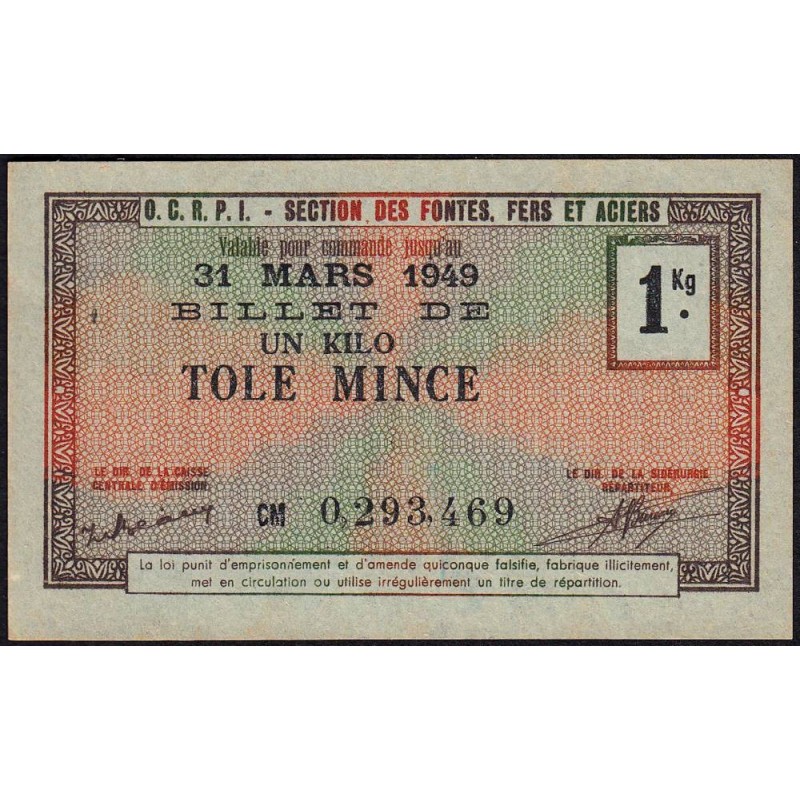 O. C. R. P. I. - SECTION DES FONTES, FERS ET ACIERS
Valable pour commande jusqu'au
31 MARS 1949
BILLET DE
UN KILO
TOLE MINCE
1 Kg.
LE DIR. DE LA CAISSE
CENTRALE D'ÉMISSION,
LE DIR. DE LA SIDÉRURGIE
RÉPARTITEUR,
CM 0,293,469
La loi punit d'emprisonnement et d'amende quiconque falsifie, fabrique illicitement,
met en circulation ou utilise irrégulièrement un titre de répartition.